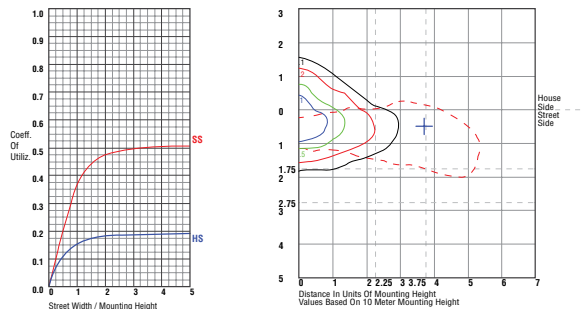 1.0
0.9
0.8
0.7
0.6
0.5
0.4
0.3
0.2
0.1
0.0
Coeff.
Of
Utiliz.
SS
HS
0 1 2 3 4 5
Street Width / Mounting Height
3
2
1
0
1
1.75
2
2.75
3
4
5
.1
.2
1
.5
House
Side
Street
Side
0 1 2 2.25 3 3.75 4 5 6 7
Distance In Units Of Mounting Height
Values Based On 10 Meter Mounting Height